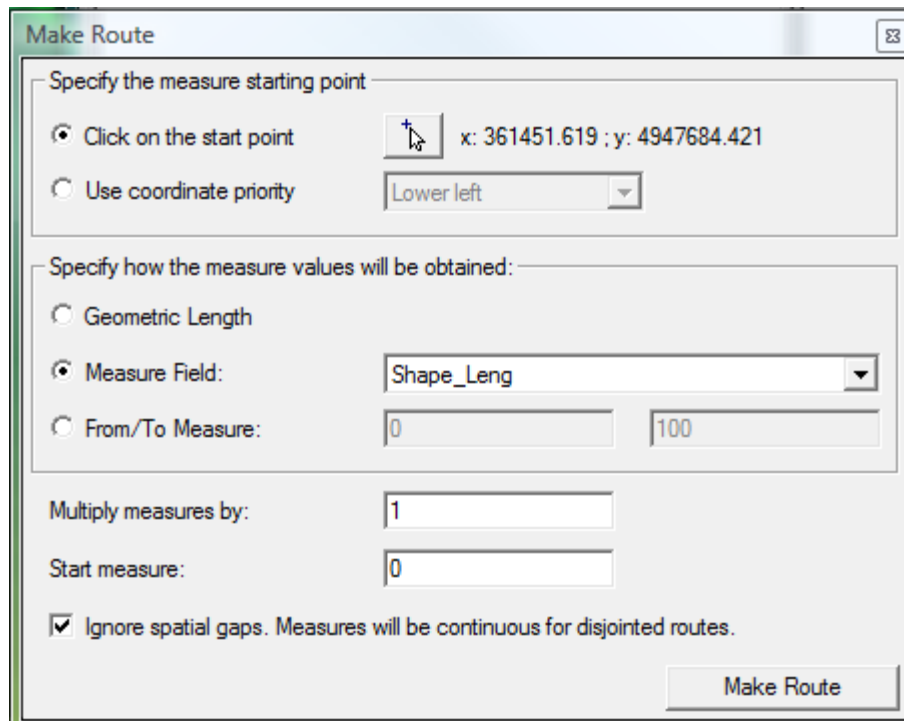 Make Route
Specify the measure starting point
Click on the start point x: 361451.619 ; y: 4947684.421
Use coordinate priority Lower left
Specify how the measure values will be obtained:
Geometric Length
Measure Field: Shape_Leng
From/To Measure: 0 100
Multiply measures by: 1
Start measure: 0
Ignore spatial gaps. Measures will be continuous for disjointed routes.
Make Route